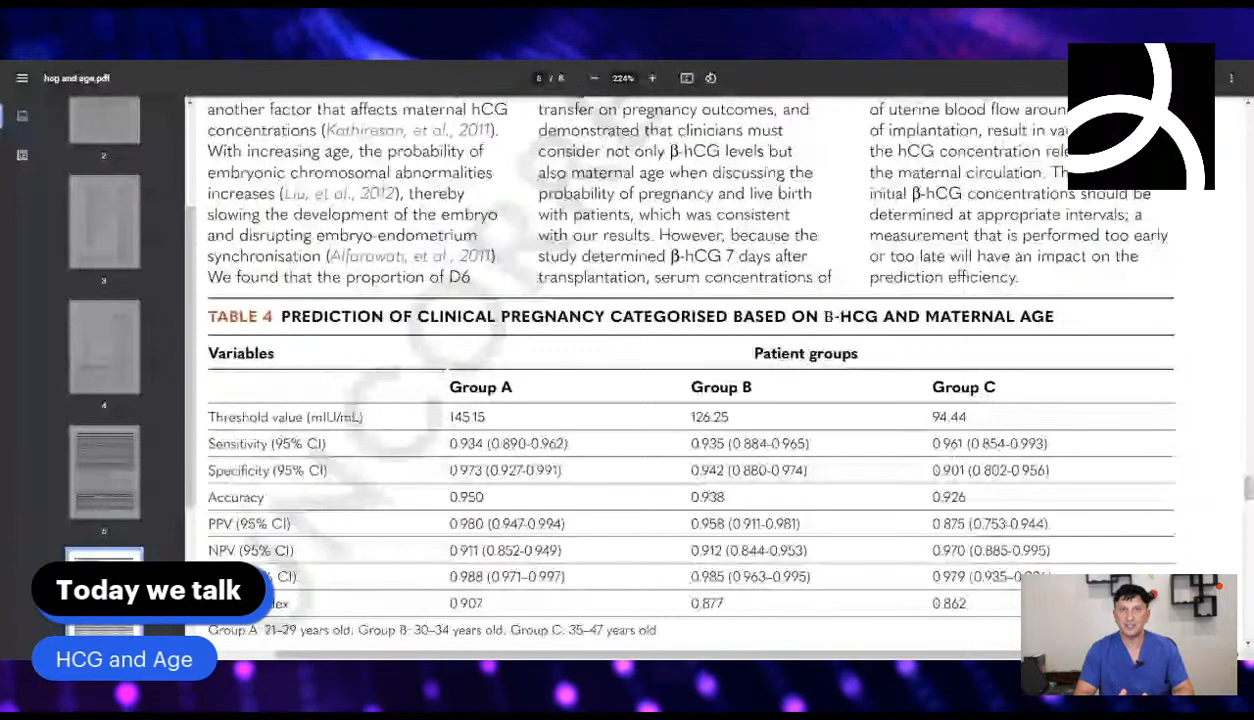 hcg and age.pdf
6 / 8
224%
another factor that affects maternal hCG
concentrations (Kathiresan, et al., 2011).
With increasing age, the probability of
embryonic chromosomal abnormalities
increases (Liu, et al., 2012), thereby
slowing the development of the embryo
and disrupting embryo-endometrium
synchronisation (Alfarawati, et al., 2011)
We found that the proportion of D6
transfer on pregnancy outcomes, and
demonstrated that clinicians must
consider not only β-hCG levels but
also maternal age when discussing the
probability of pregnancy and live birth
with patients, which was consistent
with our results. However, because the
study determined β-hCG 7 days after
transplantation, serum concentrations of
of uterine blood flow
of implantation, result in
the hCG concentration
the maternal circulation.
initial β-hCG concentrations should be
determined at appropriate intervals; a
measurement that is performed too early
or too late will have an impact on the
prediction efficiency.
TABLE 4 PREDICTION OF CLINICAL PREGNANCY CATEGORISED BASED ON β-HCG AND MATERNAL AGE
Variables Patient groups
Group A Group B Group C
Threshold value (mIU/mL) 145.15 126.25 94.44
Sensitivity (95% CI) 0.934 (0.890-0.962) 0.935 (0.884-0.965) 0.961 (0.854-0.993)
Specificity (95% CI) 0.973 (0.927-0.991) 0.942 (0.880-0.974) 0.901 (0.802-0.956)
Accuracy 0.950 0.938 0.926
PPV (95% CI) 0.980 (0.947-0.994) 0.958 (0.911-0.981) 0.875 (0.753-0.944)
NPV (95% CI) 0.911 (0.852-0.949) 0.912 (0.844-0.953) 0.970 (0.885-0.995)
CI) 0.988 (0.971-0.997) 0.985 (0.963-0.995) 0.979
0.907 0.877 0.862
Group A: 21–29 years old, Group B: 30–34 years old, Group C: 35–47 years old
2
3
4
5
Today we talk
HCG and Age